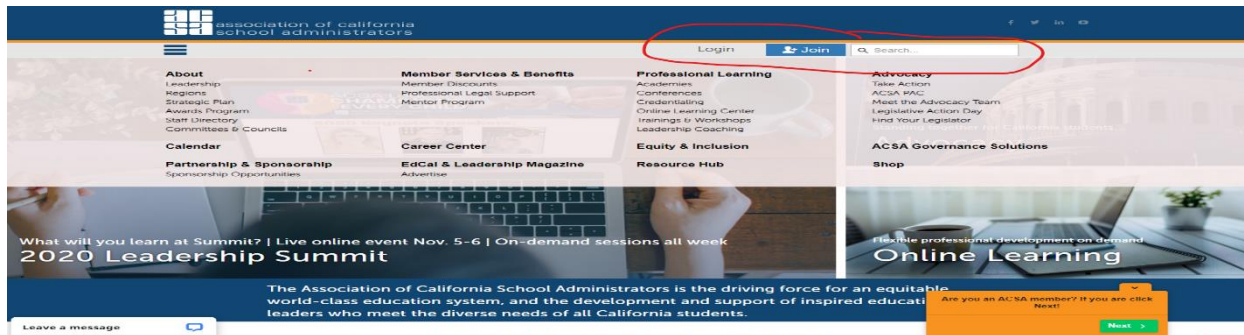 association of california
school administrators
Login
Join
Search...
About
Leadership
Regions
Strategic Plan
Awards Program
Staff Directory
Committees & Councils
Member Services & Benefits
Member Discounts
Professional Legal Support
Mentor Program
Professional Learning
Academies
Conferences
Credentialing
Online Learning Center
Trainings & Workshops
Leadership Coaching
Advocacy
Take Action
ACSA PAC
Meet the Advocacy Team
Legislative Action Day
Find Your Legislator
Calendar
Career Center
Equity & Inclusion
ACSA Governance Solutions
Partnership & Sponsorship
Sponsorship Opportunities
EdCal & Leadership Magazine
Advertise
Resource Hub
Shop
What will you learn at Summit? | Live online event Nov. 5-6 | On-demand sessions all week
2020 Leadership Summit
Flexible professional development on demand
Online Learning
The Association of California School Administrators is the driving force for an equitable
world-class education system, and the development and support of inspired
leaders who meet the diverse needs of all California students.
Are you an ACSA member? If you are click
Next!
Next >
Leave a message